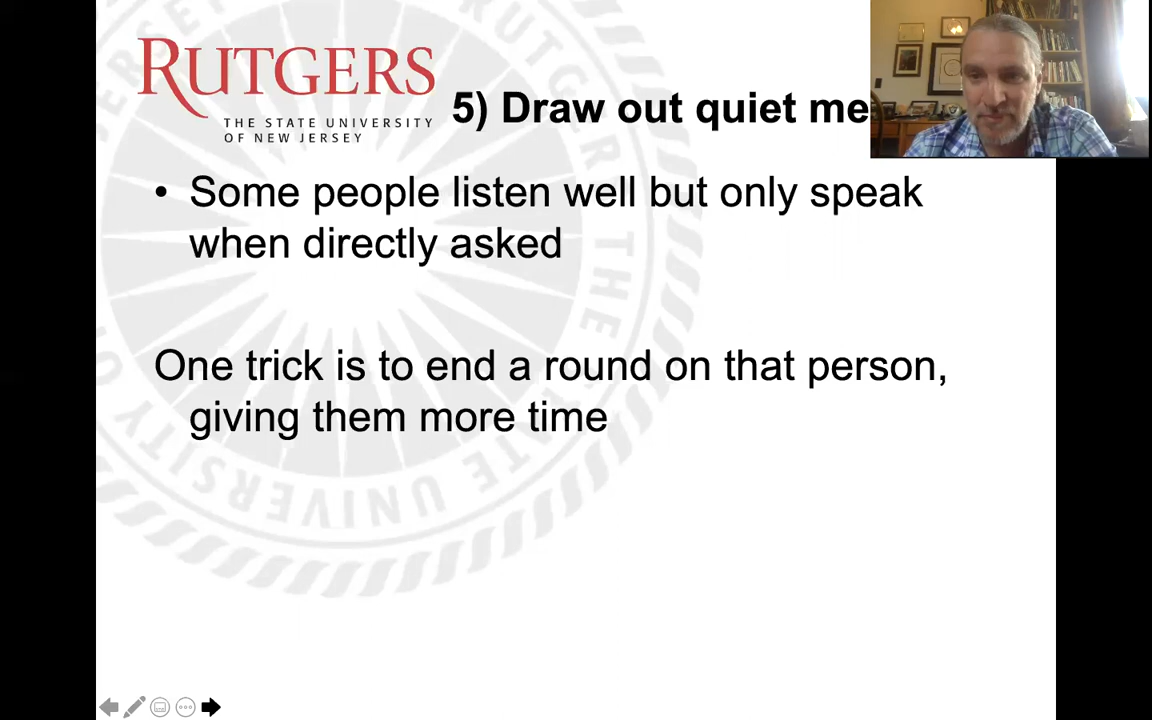 RUTGERS
THE STATE UNIVERSITY
OF NEW JERSEY
5) Draw out quiet me
• Some people listen well but only speak
when directly asked
One trick is to end a round on that person,
giving them more time